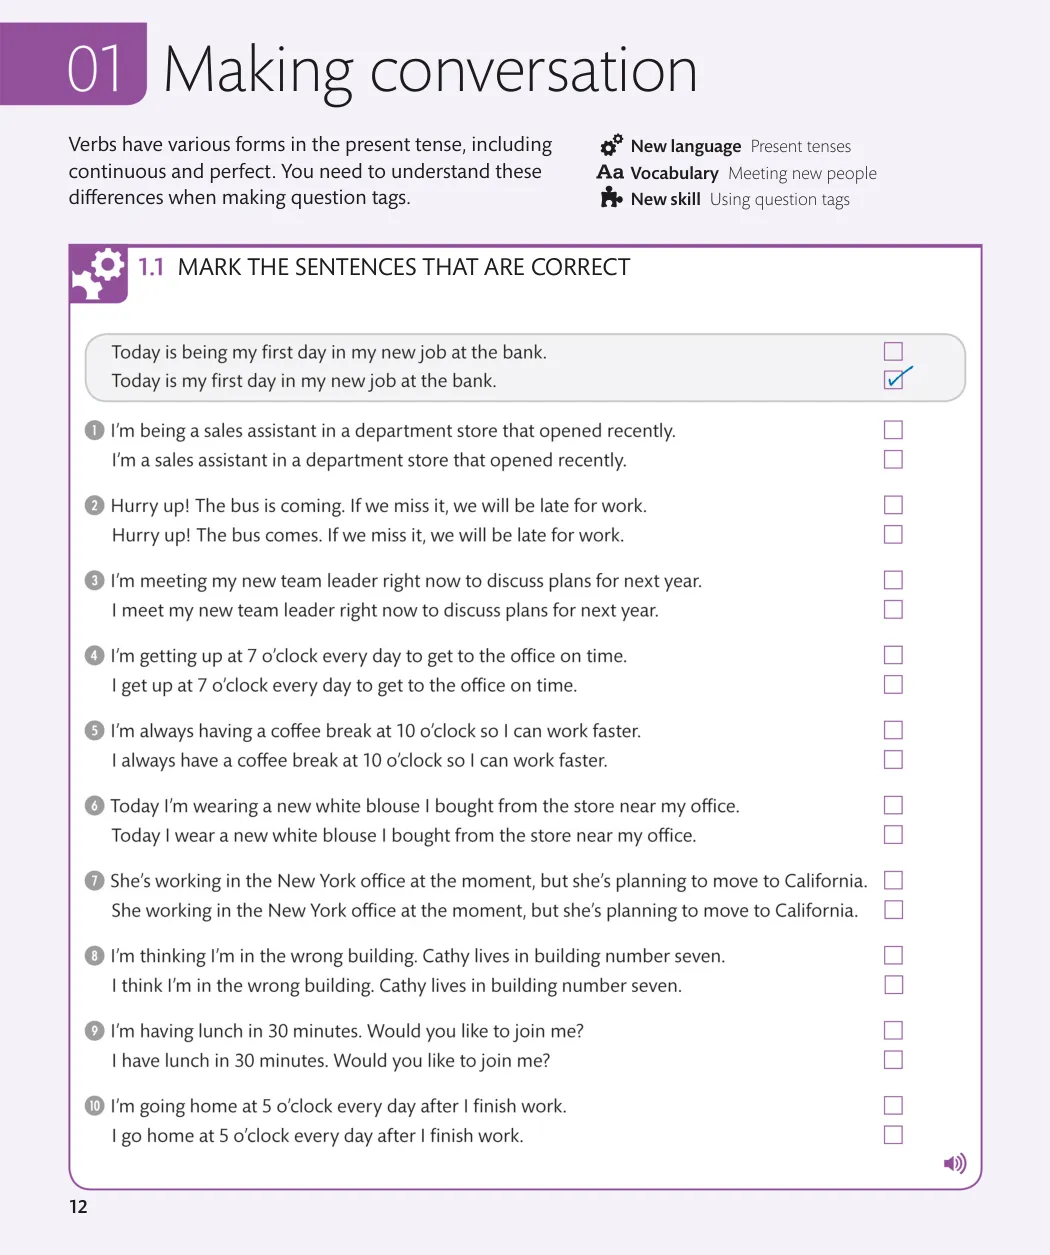 01 Making conversation
Verbs have various forms in the present tense, including
continuous and perfect. You need to understand these
differences when making question tags.
New language Present tenses
Aa Vocabulary Meeting new people
New skill Using question tags
1.1 MARK THE SENTENCES THAT ARE CORRECT
Today is being my first day in my new job at the bank.
Today is my first day in my new job at the bank.
1 I’m being a sales assistant in a department store that opened recently.
I’m a sales assistant in a department store that opened recently.
2 Hurry up! The bus is coming. If we miss it, we will be late for work.
Hurry up! The bus comes. If we miss it, we will be late for work.
3 I’m meeting my new team leader right now to discuss plans for next year.
I meet my new team leader right now to discuss plans for next year.
4 I’m getting up at 7 o’clock every day to get to the office on time.
I get up at 7 o’clock every day to get to the office on time.
5 I’m always having a coffee break at 10 o’clock so I can work faster.
I always have a coffee break at 10 o’clock so I can work faster.
6 Today I’m wearing a new white blouse I bought from the store near my office.
Today I wear a new white blouse I bought from the store near my office.
7 She’s working in the New York office at the moment, but she’s planning to move to California.
She working in the New York office at the moment, but she’s planning to move to California.
8 I’m thinking I’m in the wrong building. Cathy lives in building number seven.
I think I’m in the wrong building. Cathy lives in building number seven.
9 I’m having lunch in 30 minutes. Would you like to join me?
I have lunch in 30 minutes. Would you like to join me?
10 I’m going home at 5 o’clock every day after I finish work.
I go home at 5 o’clock every day after I finish work.
12